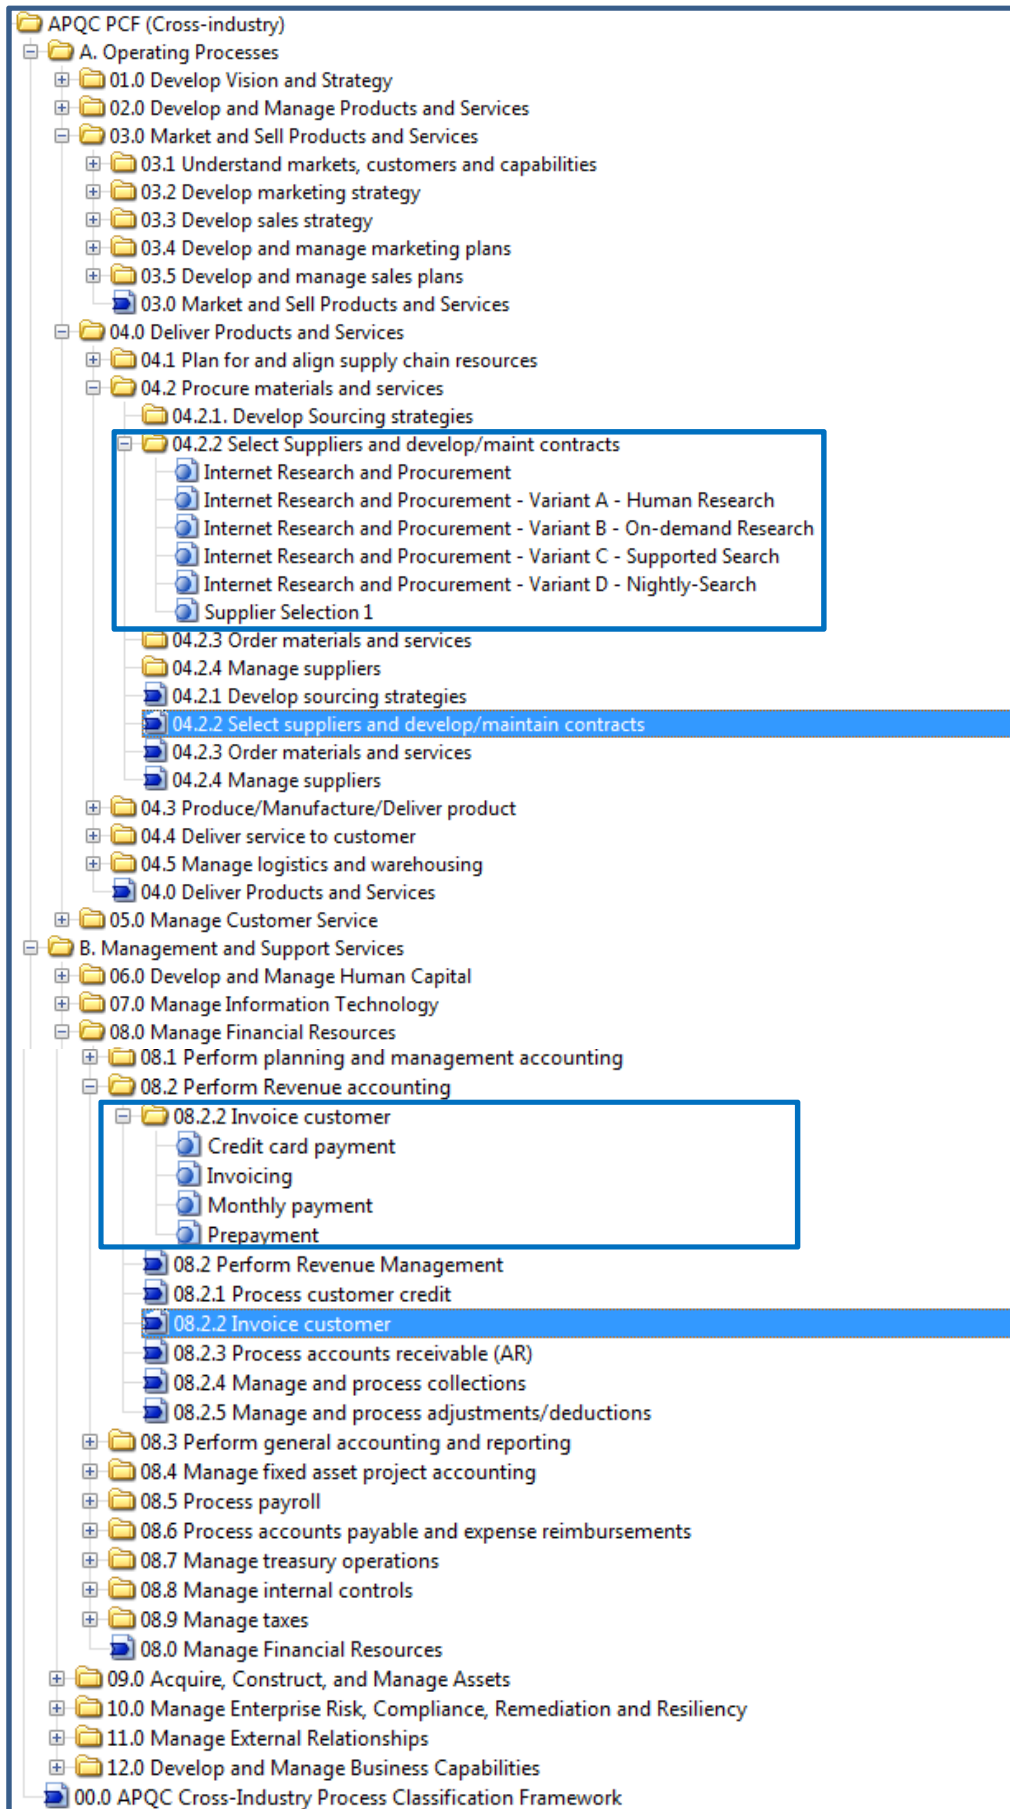 APQC PCF (Cross-industry)
A. Operating Processes
01.0 Develop Vision and Strategy
02.0 Develop and Manage Products and Services
03.0 Market and Sell Products and Services
03.1 Understand markets, customers and capabilities
03.2 Develop marketing strategy
03.3 Develop sales strategy
03.4 Develop and manage marketing plans
03.5 Develop and manage sales plans
03.0 Market and Sell Products and Services
04.0 Deliver Products and Services
04.1 Plan for and align supply chain resources
04.2 Procure materials and services
04.2.1. Develop Sourcing strategies
04.2.2 Select Suppliers and develop/maint contracts
Internet Research and Procurement
Internet Research and Procurement - Variant A - Human Research
Internet Research and Procurement - Variant B - On-demand Research
Internet Research and Procurement - Variant C - Supported Search
Internet Research and Procurement - Variant D - Nightly-Search
Supplier Selection 1
04.2.3 Order materials and services
04.2.4 Manage suppliers
04.2.1 Develop sourcing strategies
04.2.2 Select suppliers and develop/maintain contracts
04.2.3 Order materials and services
04.2.4 Manage suppliers
04.3 Produce/Manufacture/Deliver product
04.4 Deliver service to customer
04.5 Manage logistics and warehousing
04.0 Deliver Products and Services
05.0 Manage Customer Service
B. Management and Support Services
06.0 Develop and Manage Human Capital
07.0 Manage Information Technology
08.0 Manage Financial Resources
08.1 Perform planning and management accounting
08.2 Perform Revenue accounting
08.2.2 Invoice customer
Credit card payment
Invoicing
Monthly payment
Prepayment
08.2 Perform Revenue Management
08.2.1 Process customer credit
08.2.2 Invoice customer
08.2.3 Process accounts receivable (AR)
08.2.4 Manage and process collections
08.2.5 Manage and process adjustments/deductions
08.3 Perform general accounting and reporting
08.4 Manage fixed asset project accounting
08.5 Process payroll
08.6 Process accounts payable and expense reimbursements
08.7 Manage treasury operations
08.8 Manage internal controls
08.9 Manage taxes
08.0 Manage Financial Resources
09.0 Acquire, Construct, and Manage Assets
10.0 Manage Enterprise Risk, Compliance, Remediation and Resiliency
11.0 Manage External Relationships
12.0 Develop and Manage Business Capabilities
00.0 APQC Cross-Industry Process Classification Framework